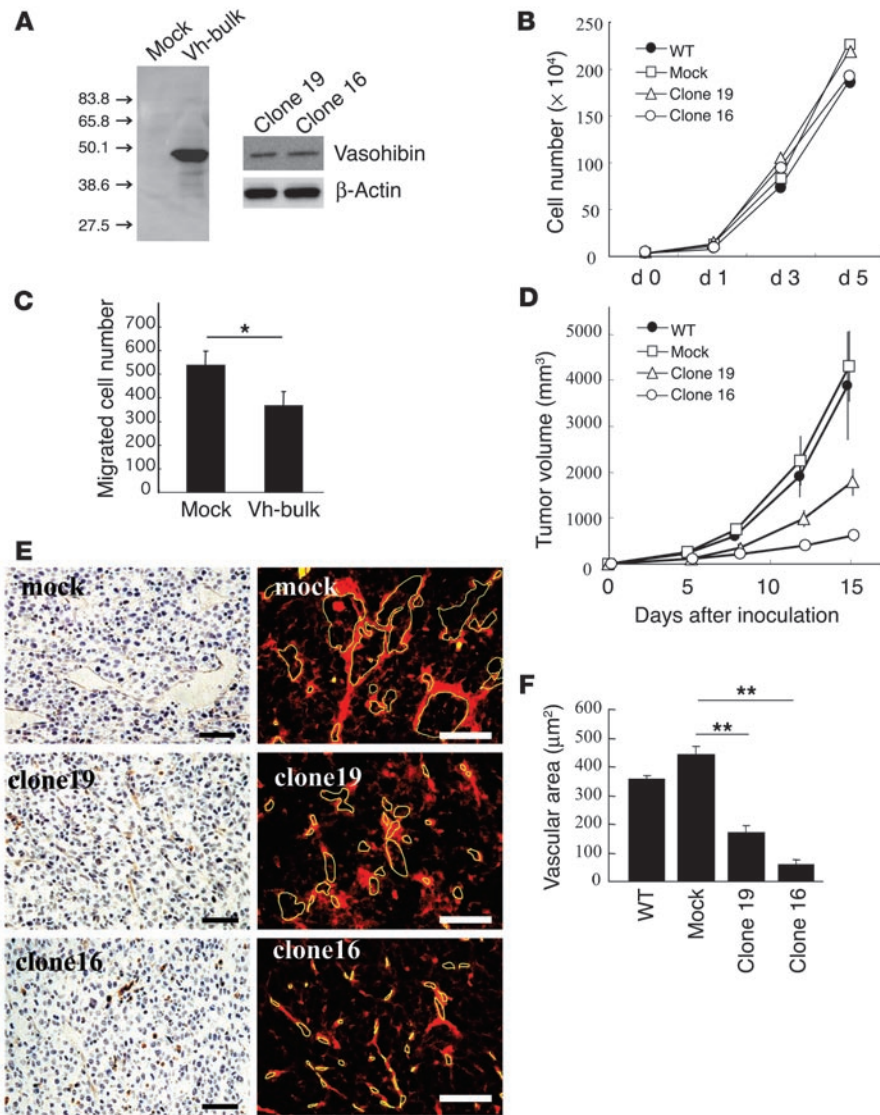 A
Mock
Vh-bulk
83.8 →
65.8 →
50.1 →
38.6 →
27.5 →
Clone 19
Clone 16
Vasohibin
β-Actin
B
Cell number (× 10⁴)
250
200
150
100
50
0
d 0 d 1 d 3 d 5
WT
Mock
Clone 19
Clone 16
C
Migrated cell number
700
600
500
400
300
200
100
0
*
Mock Vh-bulk
D
Tumor volume (mm³)
5000
4000
3000
2000
1000
0
0 5 10 15
Days after inoculation
WT
Mock
Clone 19
Clone 16
E
mock mock
clone19 clone19
clone16 clone16
F
Vascular area (μm²)
600
500
400
300
200
100
0
**
**
WT
Mock
Clone 19
Clone 16